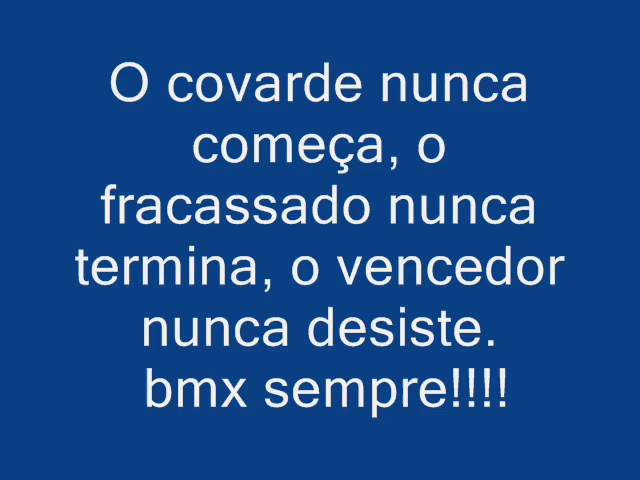 O covarde nunca
começa, o
fracassado nunca
termina, o vencedor
nunca desiste.
bmx sempre!!!!